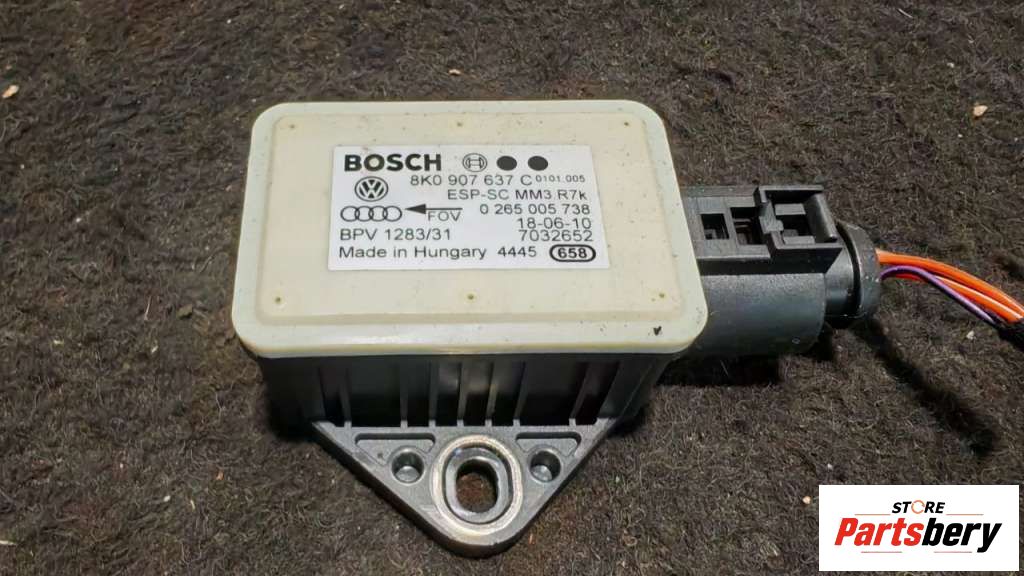 BOSCH
8K0 907 637 C 0101.005
ESP-SC MM3 R7k
FOV 0 265 005 738
18-06-10
BPV 1283/31 7032652
Made in Hungary 4445 658
STORE
Partsbery